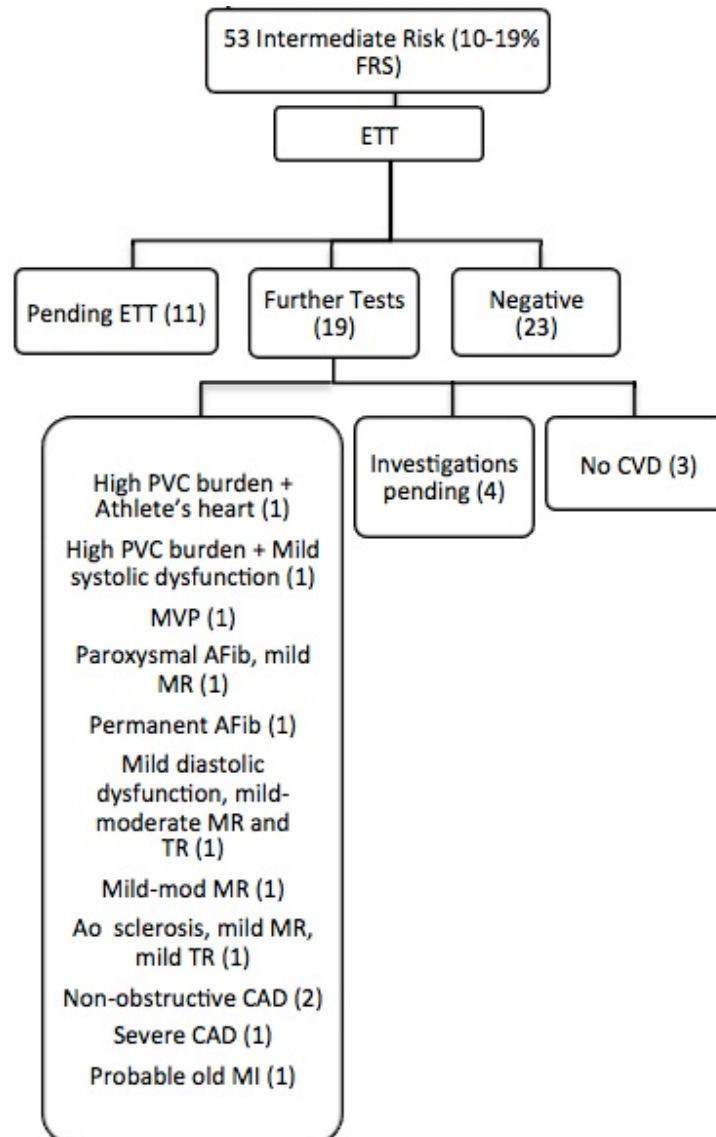 53 Intermediate Risk (10-19%
FRS)
ETT
Pending ETT (11)
Further Tests
(19)
Negative
(23)
High PVC burden +
Athlete's heart (1)
High PVC burden + Mild
systolic dysfunction (1)
MVP (1)
Paroxysmal AFib, mild
MR (1)
Permanent AFib (1)
Mild diastolic
dysfunction, mild-
moderate MR and
TR (1)
Mild-mod MR (1)
Ao sclerosis, mild MR,
mild TR (1)
Non-obstructive CAD (2)
Severe CAD (1)
Probable old MI (1)
Investigations
pending (4)
No CVD (3)